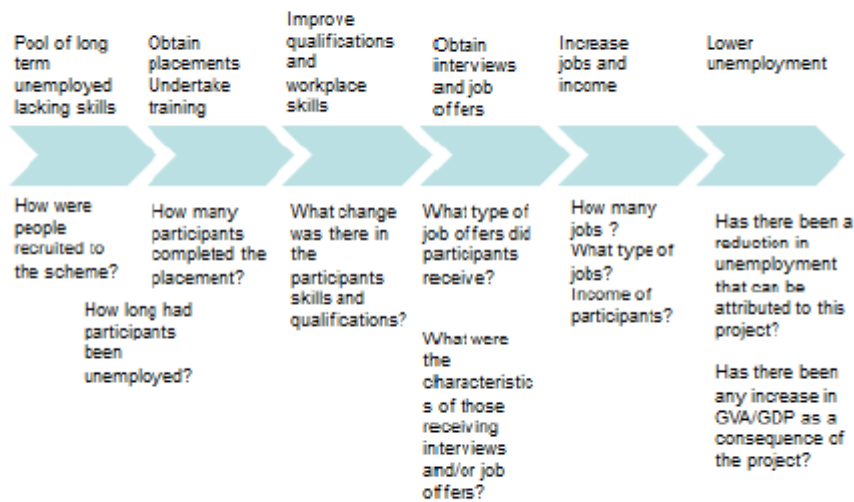 Pool of long
term
unemployed
lacking skills
Obtain
placements
Undertake
training
Improve
qualifications
and
workplace
skills
Obtain
interviews
and job
offers
Increase
jobs and
income
Lower
unemployment
How were
people
recruited to
the scheme?
How long had
participants
been
unemployed?
How many
participants
completed the
placement?
What change
was there in
the
participants
skills and
qualifications?
What type of
job offers did
participants
receive?
What were
the
characteristic
s of those
receiving
interviews
and/or job
offers?
How many
jobs ?
What type of
jobs?
Income of
participants?
Has there been a
reduction in
unemployment
that can be
attributed to this
project?
Has there been
any increase in
GVA/GDP as a
consequence of
the project?